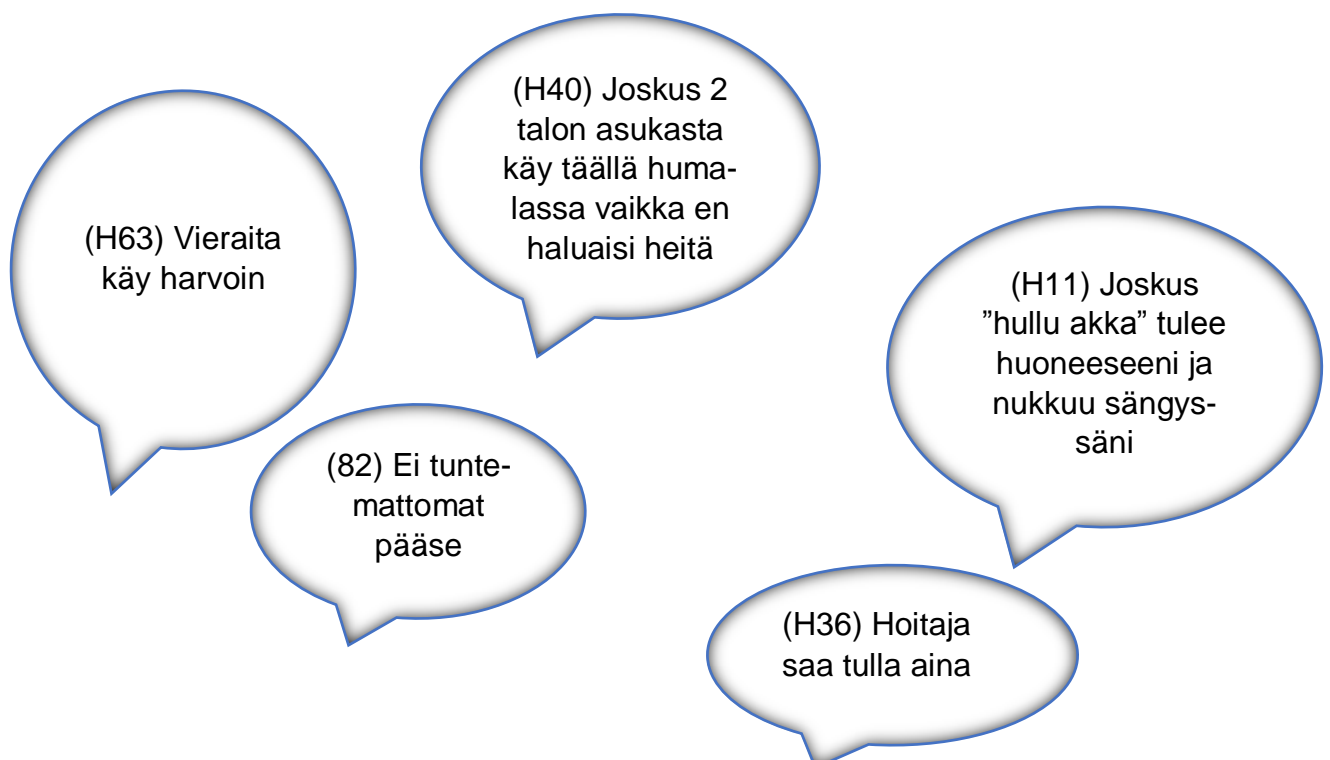 (H63) Vieraita
käy harvoin
(H40) Joskus 2
talon asukasta
käy täällä huma-
lassa vaikka en
haluaisi heitä
(H11) Joskus
”hullu akka” tulee
huoneeseeni ja
nukkuu sängys-
säni
(82) Ei tunte-
mattomat
pääse
(H36) Hoitaja
saa tulla aina